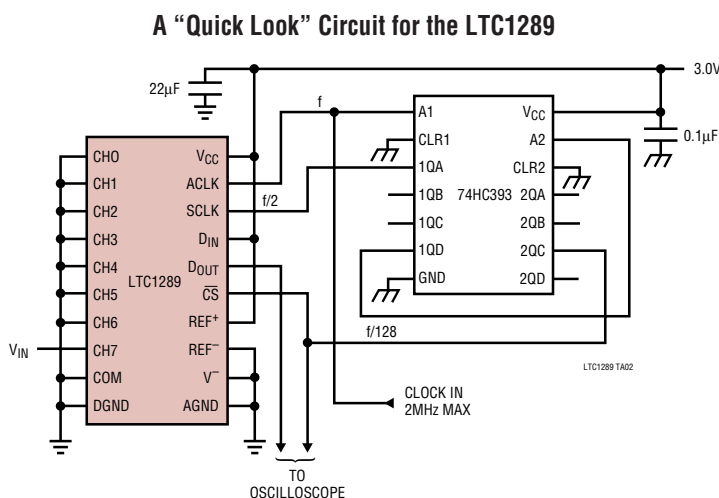 A “Quick Look” Circuit for the LTC1289
3.0V
22µF
f
A1
VCC
0.1µF
CLR1
A2
CHO
VCC
1QA
CLR2
CH1
ACLK
f/2
1QB
74HC393
2QA
CH2
SCLK
1QC
2QB
CH3
DIN
1QD
2QC
CH4
DOUT
GND
2QD
LTC1289
CH5
CS
CH6
REF+
f/128
VIN
CH7
REF–
LTC1289 TA02
COM
V–
CLOCK IN
2MHz MAX
DGND
AGND
TO
OSCILLOSCOPE